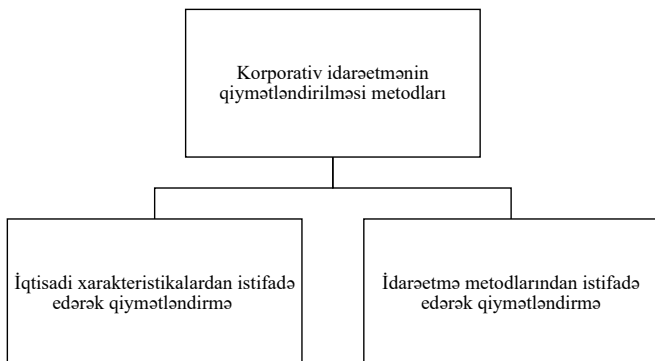 Korporativ idarəetmənin
qiymətləndirilməsi metodları
İqtisadi xarakteristikalardan istifadə
edərək qiymətləndirmə
İdarəetmə metodlarından istifadə
edərək qiymətləndirmə